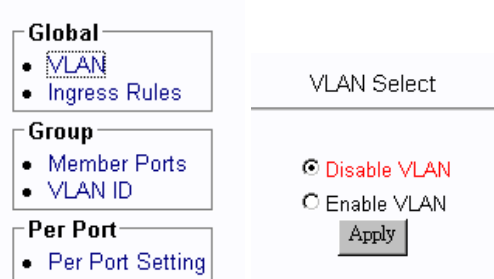 Global
VLAN
Ingress Rules
Group
Member Ports
VLAN ID
Per Port
Per Port Setting
VLAN Select
Disable VLAN
Enable VLAN
Apply